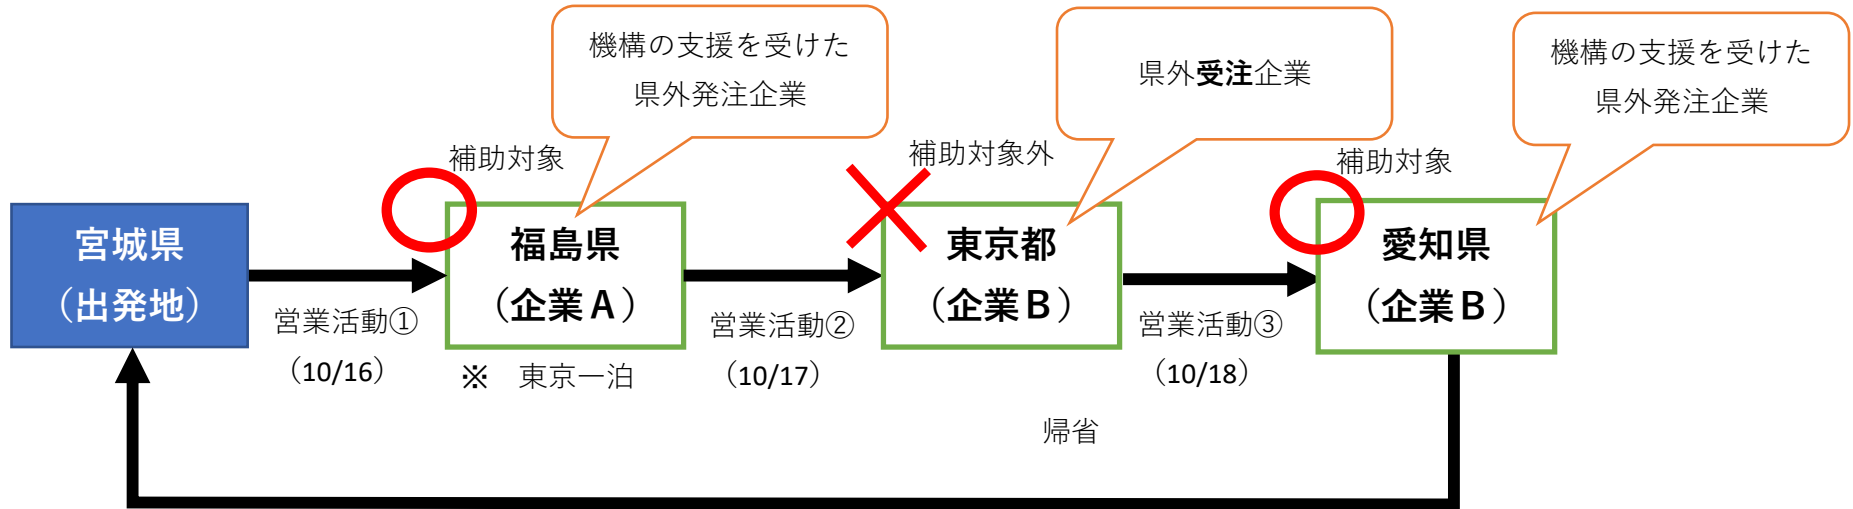 機構の支援を受けた
県外発注企業
県外受注企業
機構の支援を受けた
県外発注企業
補助対象
補助対象外
補助対象
宮城県
（出発地）
福島県
（企業A）
東京都
（企業B）
愛知県
（企業B）
営業活動①
（10/16）
※　東京一泊
営業活動②
（10/17）
営業活動③
（10/18）
帰省